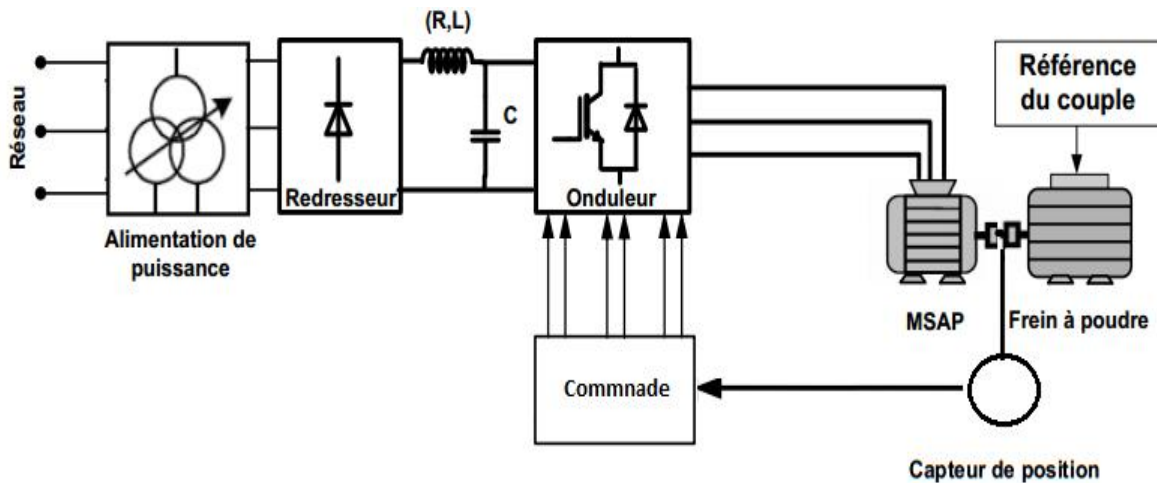 (R,L)
Réseau
C
Redresseur
Onduleur
Alimentation de
puissance
Référence
du couple
MSAP
Frein à poudre
Commnade
Capteur de position